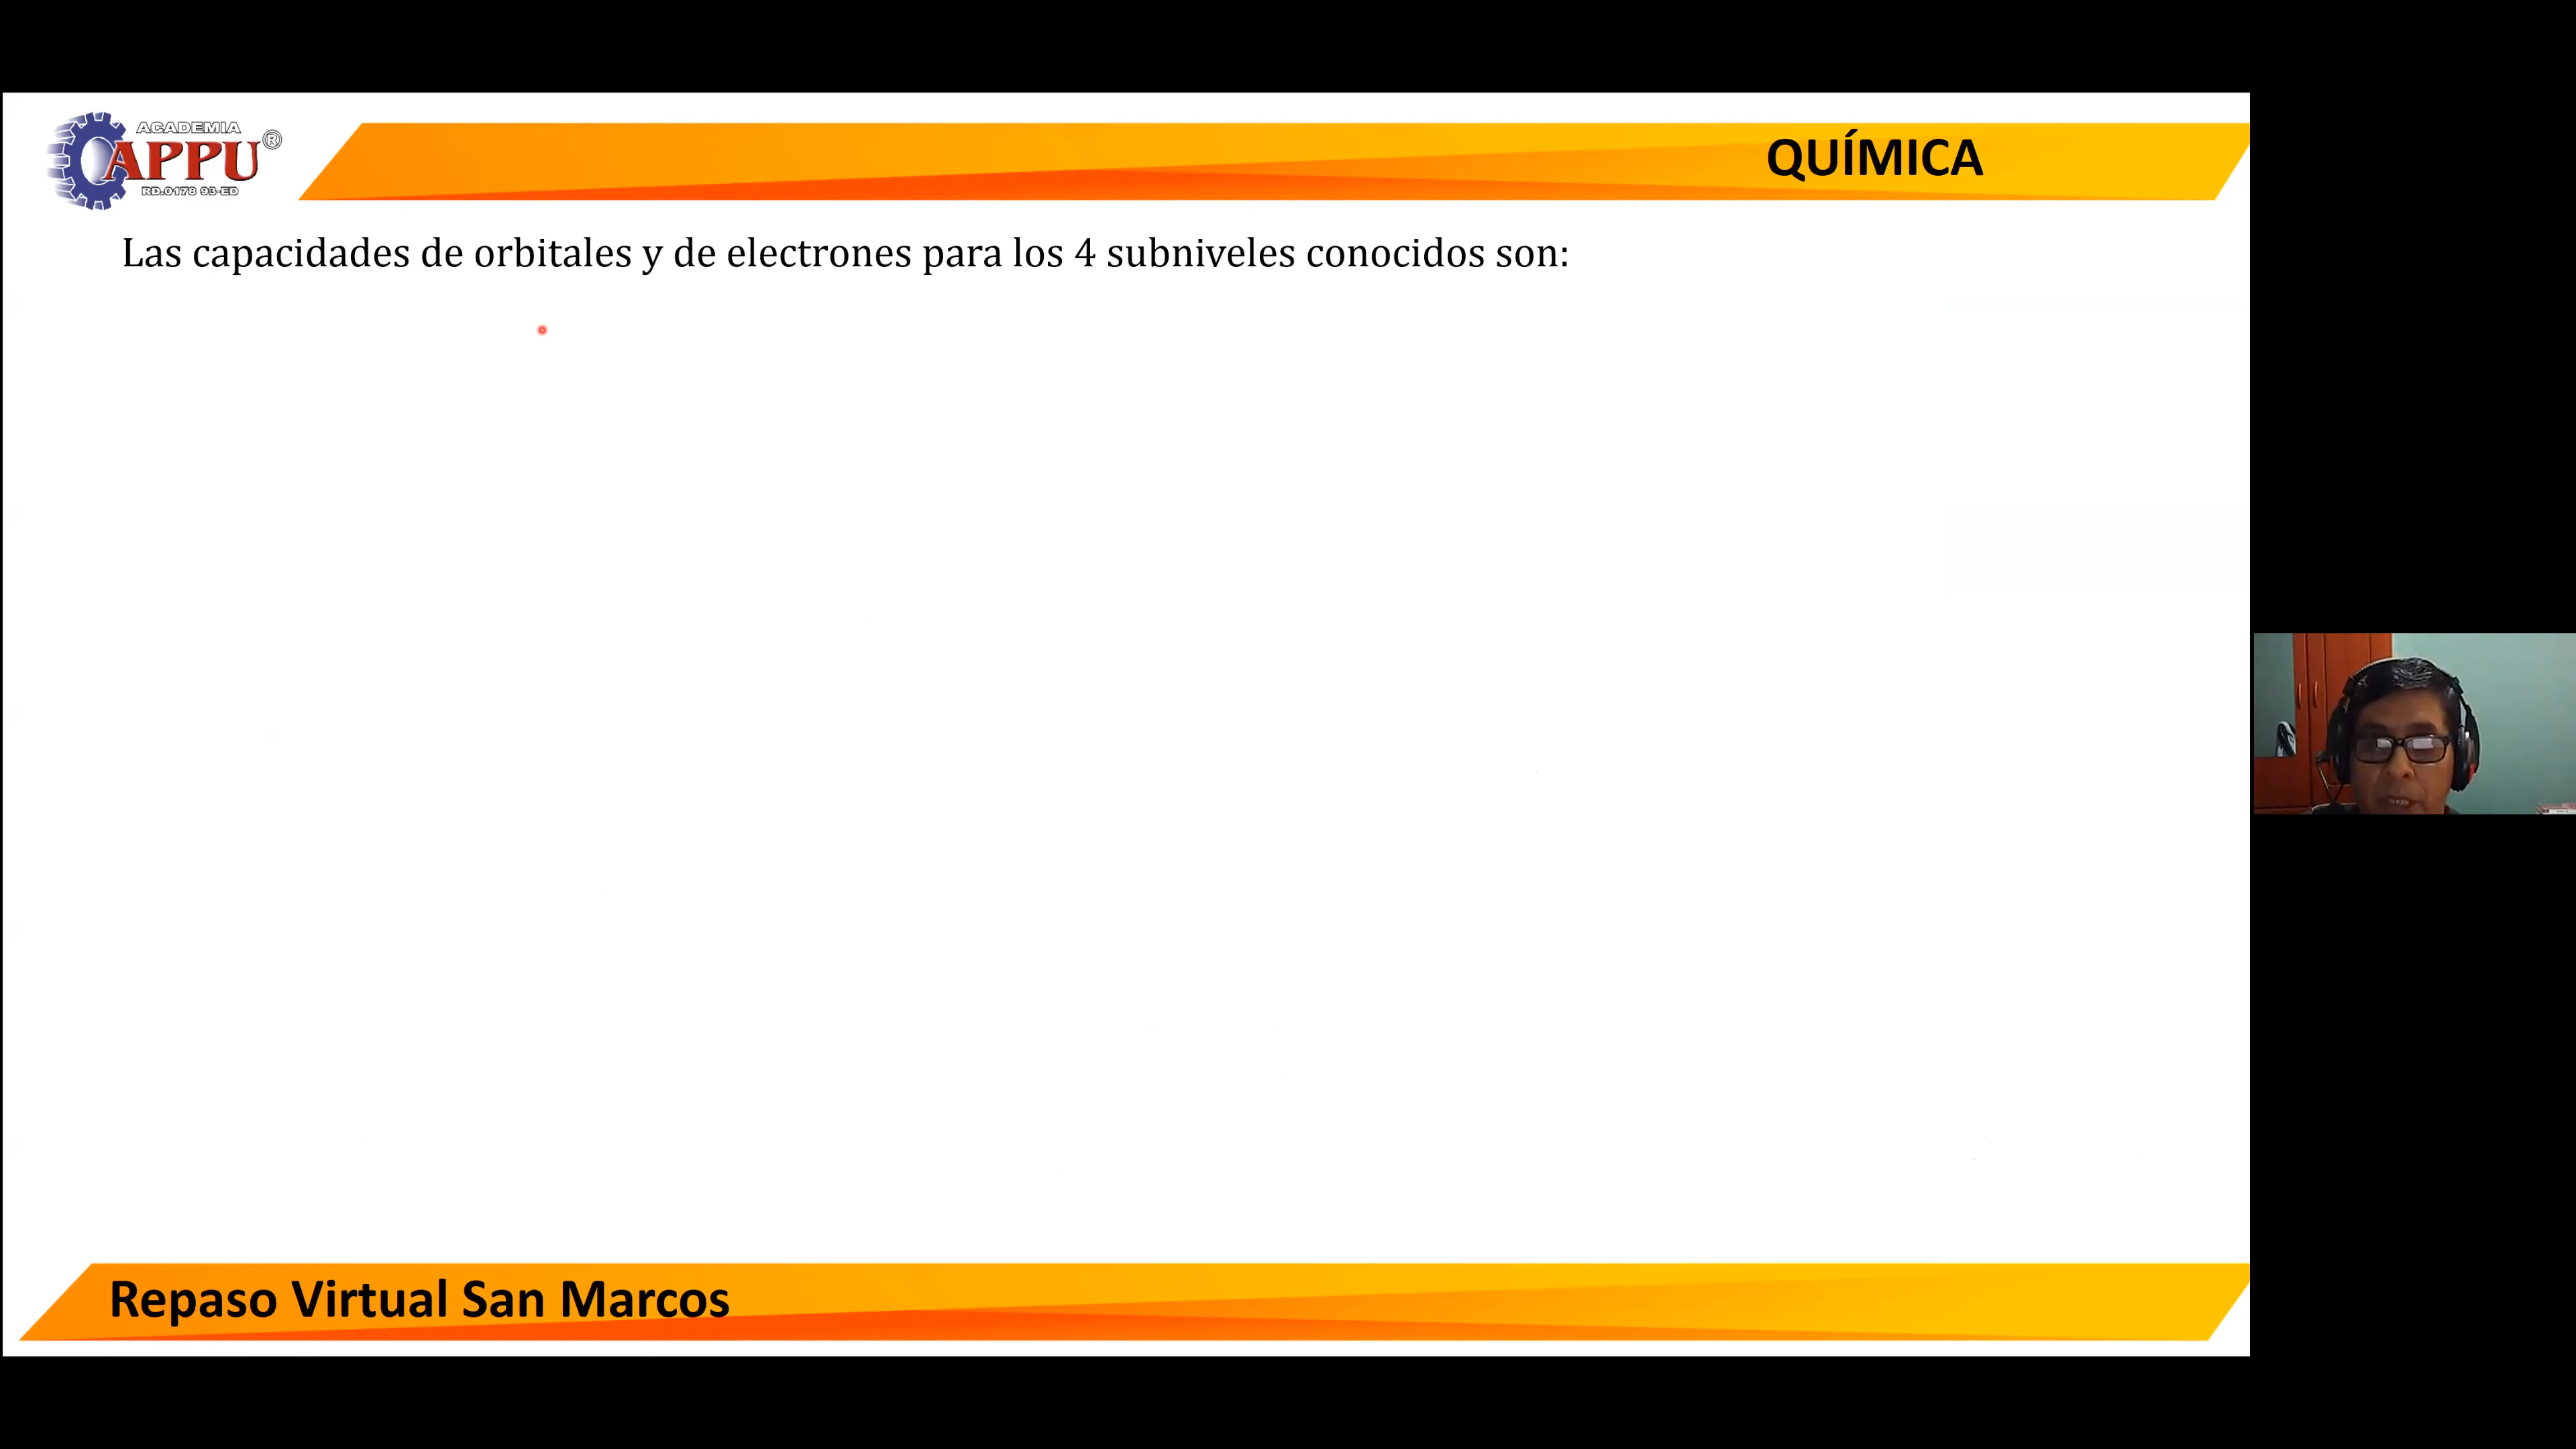 ACADEMIA
APPU®
RD.0178 93-ED
QUÍMICA
Las capacidades de orbitales y de electrones para los 4 subniveles conocidos son:
Repaso Virtual San Marcos